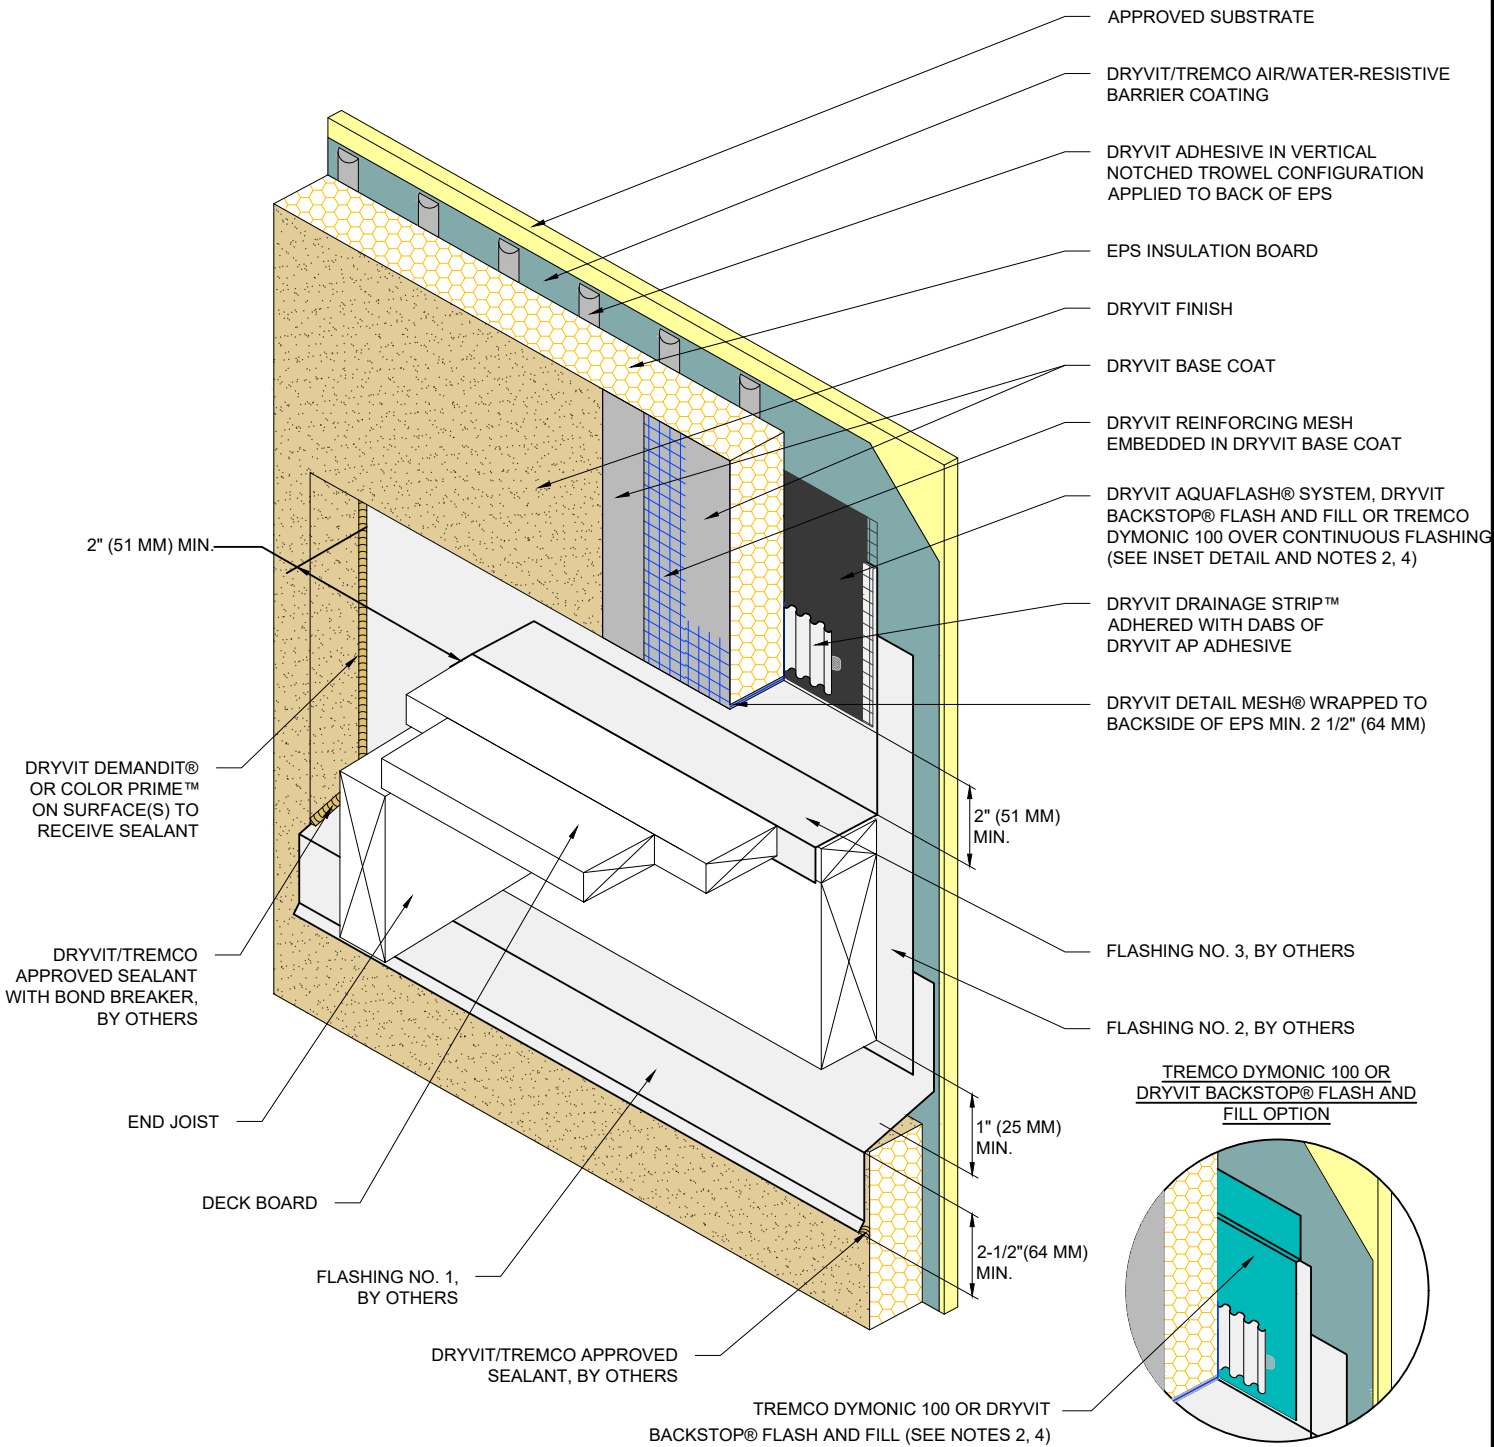 APPROVED SUBSTRATE
DRYVIT/TREMCO AIR/WATER-RESISTIVE
BARRIER COATING
DRYVIT ADHESIVE IN VERTICAL
NOTCHED TROWEL CONFIGURATION
APPLIED TO BACK OF EPS
EPS INSULATION BOARD
DRYVIT FINISH
DRYVIT BASE COAT
DRYVIT REINFORCING MESH
EMBEDDED IN DRYVIT BASE COAT
DRYVIT AQUAFLASH® SYSTEM, DRYVIT
BACKSTOP® FLASH AND FILL OR TREMCO
DYMONIC 100 OVER CONTINUOUS FLASHING
(SEE INSET DETAIL AND NOTES 2, 4)
DRYVIT DRAINAGE STRIP™
ADHERED WITH DABS OF
DRYVIT AP ADHESIVE
DRYVIT DETAIL MESH® WRAPPED TO
BACKSIDE OF EPS MIN. 2 1/2" (64 MM)
2" (51 MM)
MIN.
FLASHING NO. 3, BY OTHERS
FLASHING NO. 2, BY OTHERS
TREMCO DYMONIC 100 OR
DRYVIT BACKSTOP® FLASH AND
FILL OPTION
1" (25 MM)
MIN.
2-1/2"(64 MM)
MIN.
2" (51 MM) MIN.
DRYVIT DEMANDIT®
OR COLOR PRIME™
ON SURFACE(S) TO
RECEIVE SEALANT
DRYVIT/TREMCO
APPROVED SEALANT
WITH BOND BREAKER,
BY OTHERS
END JOIST
DECK BOARD
FLASHING NO. 1,
BY OTHERS
DRYVIT/TREMCO APPROVED
SEALANT, BY OTHERS
TREMCO DYMONIC 100 OR DRYVIT
BACKSTOP® FLASH AND FILL (SEE NOTES 2, 4)